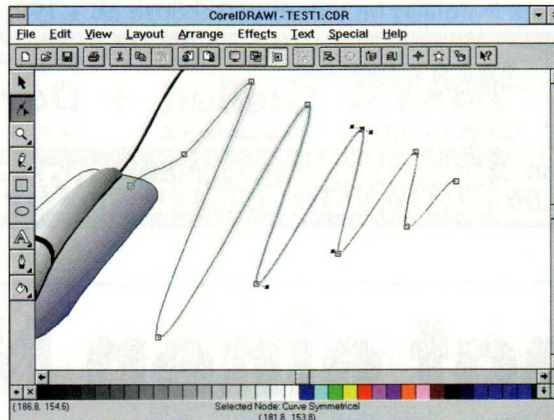 CorelDRAW! - TEST1.CDR
File Edit View Layout Arrange Effects Text Special Help
(186.8, 154.6) Selected Node: Curve Symmetrical
(181.8, 153.8)